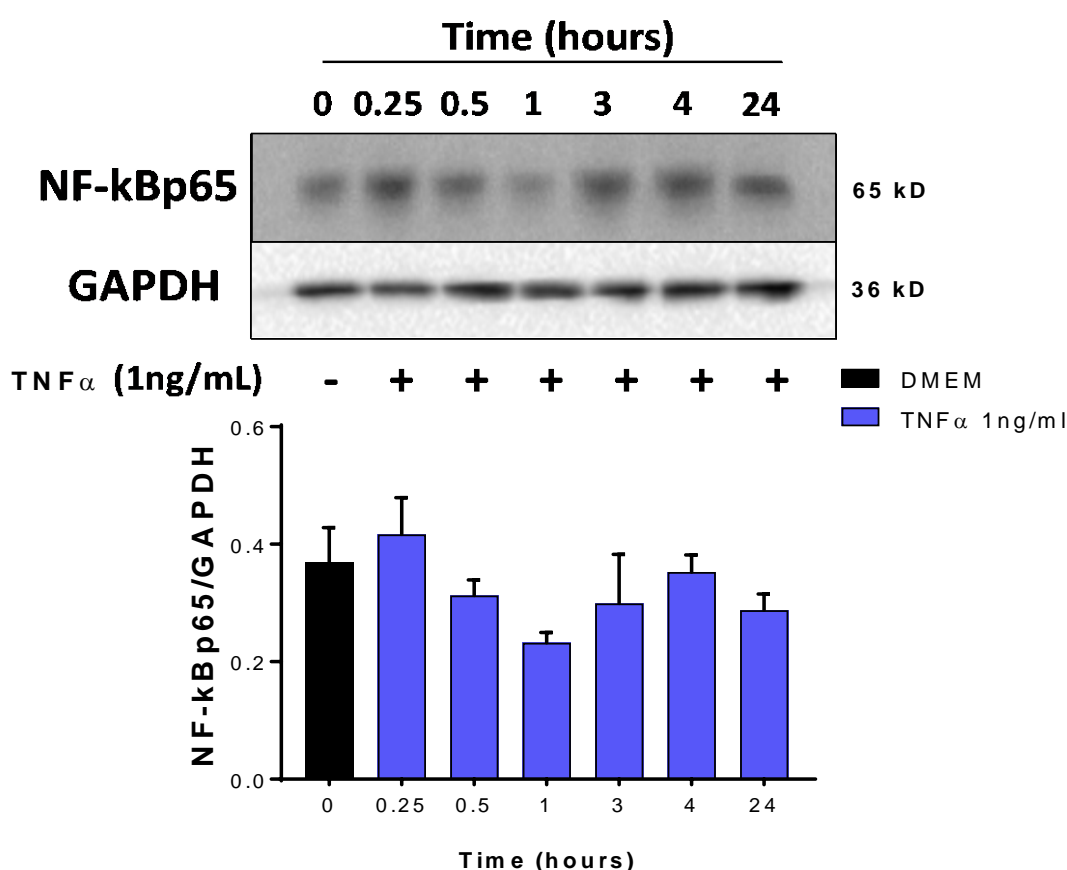 Time (hours)
0 0.25 0.5 1 3 4 24
NF-kBp65 65 kD
GAPDH 36 kD
TNFα (1ng/mL) - + + + + + +
DMEM
TNFα 1ng/ml
NF-kBp65/GAPDH
0.6
0.4
0.2
0.0
0 0.25 0.5 1 3 4 24
Time (hours)